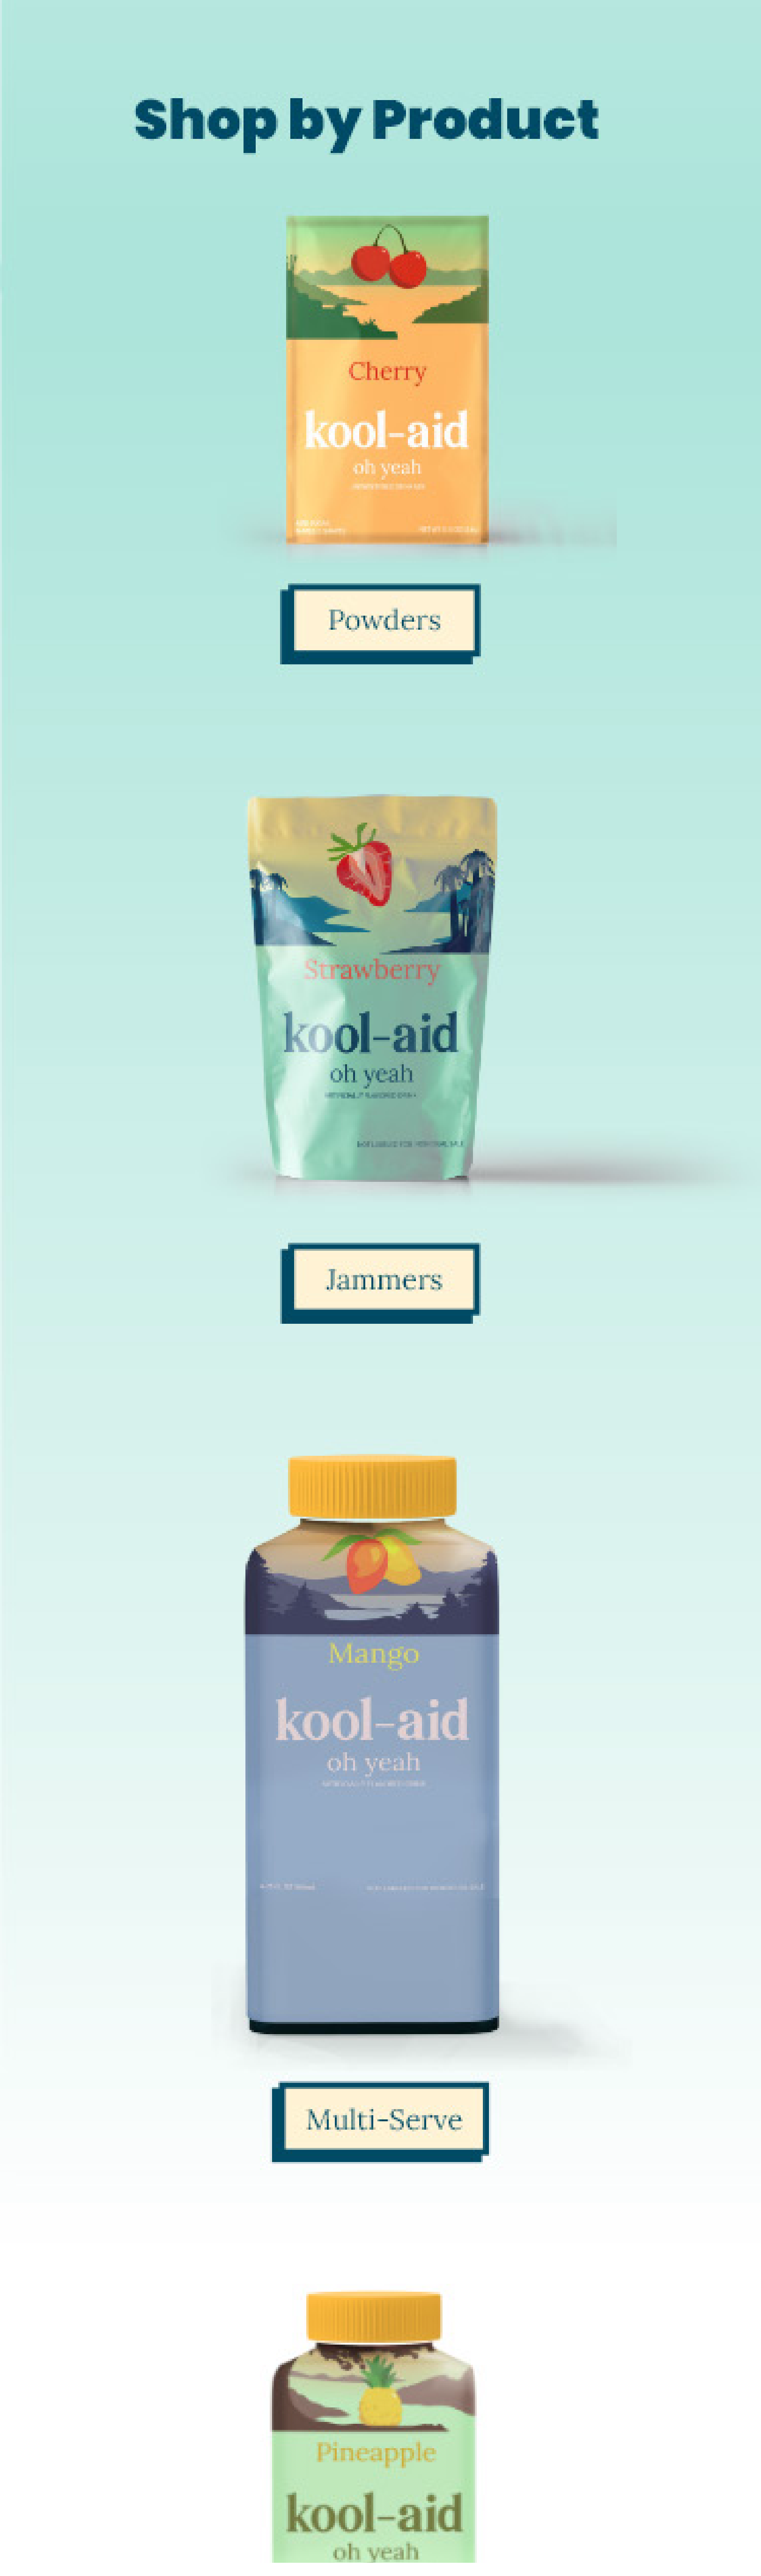 Shop by Product
Cherry
kool-aid
oh yeah
Powders
Strawberry
kool-aid
oh yeah
Jammers
Mango
kool-aid
oh yeah
Multi-Serve
Pineapple
kool-aid
oh yeah